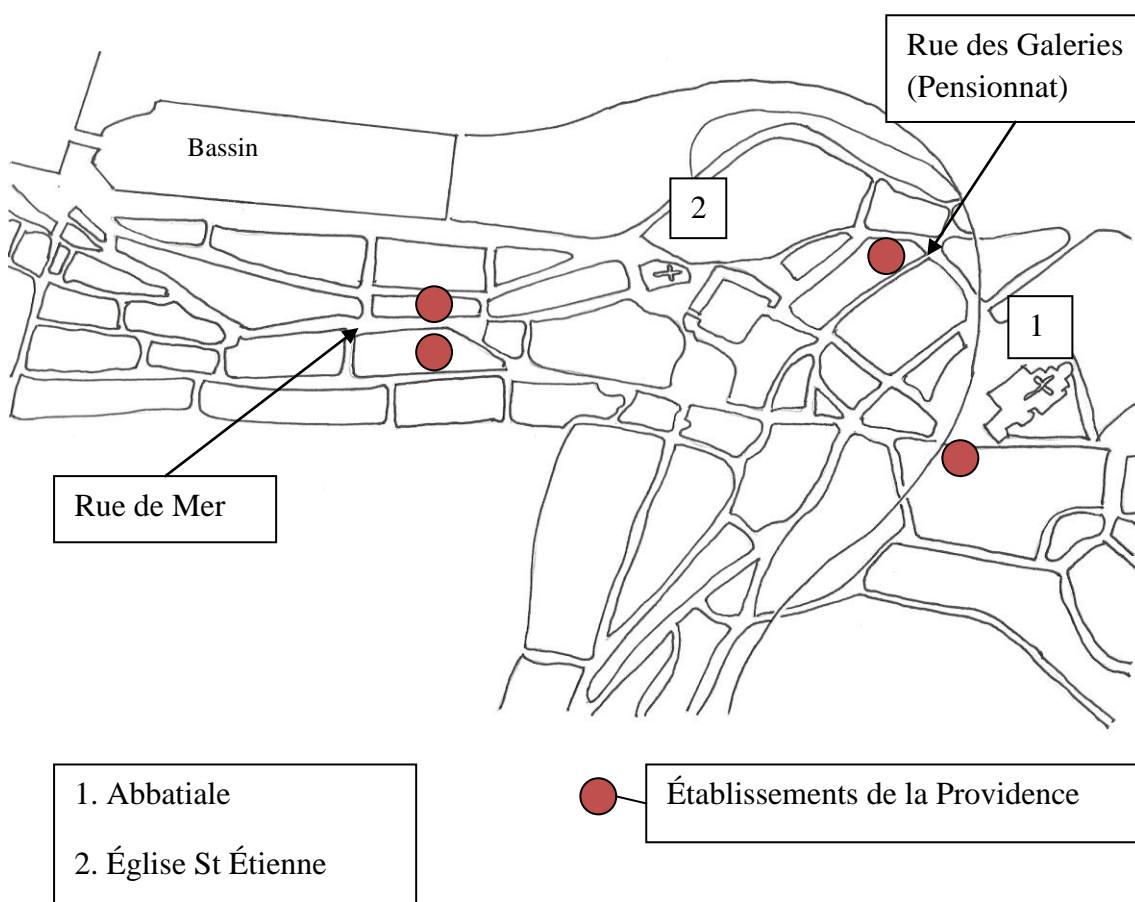 Rue des Galeries
(Pensionnat)
Bassin
2
1
Rue de Mer
1. Abbatiale
2. Église St Étienne
Établissements de la Providence